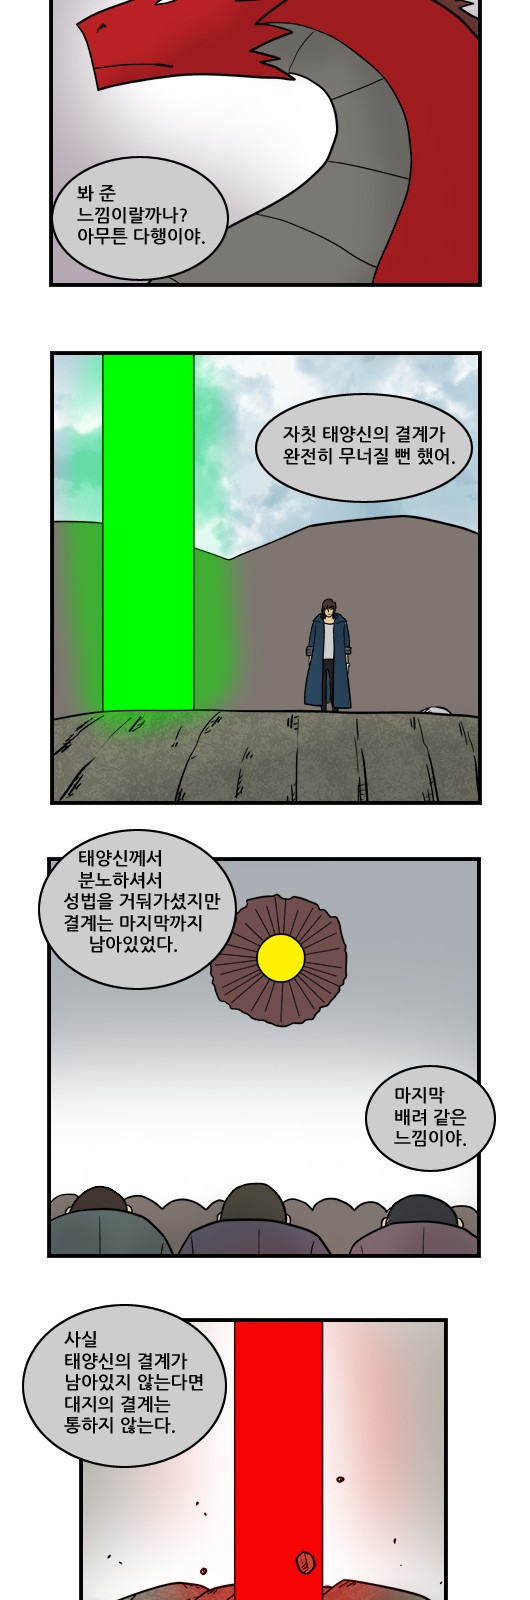 봐 준
느낌이랄까나?
아무튼 다행이야.
자칫 태양신의 결계가
완전히 무너질 뻔 했어.
태양신께서
분노하셔서
성법을 거둬가셨지만
결계는 마지막까지
남아있었다.
마지막
배려 같은
느낌이야.
사실
태양신의 결계가
남아있지 않는다면
대지의 결계는
통하지 않는다.